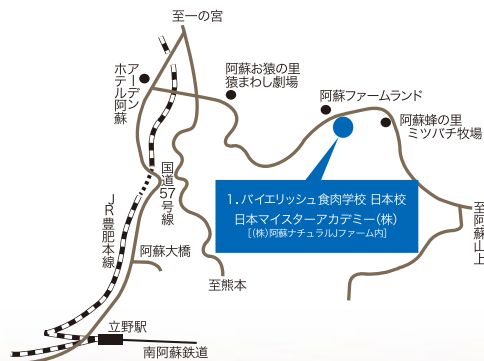 至一の宮
アーデン
ホテル阿蘇
阿蘇お猿の里
猿まわし劇場
阿蘇ファームランド
阿蘇蜂の里
ミツバチ牧場
国道57号線
1. バイエリッシュ食肉学校 日本校
日本マイスターアカデミー(株)
[(株)阿蘇ナチュラルJファーム内]
至阿蘇山上
JR豊肥本線
阿蘇大橋
至熊本
立野駅
南阿蘇鉄道